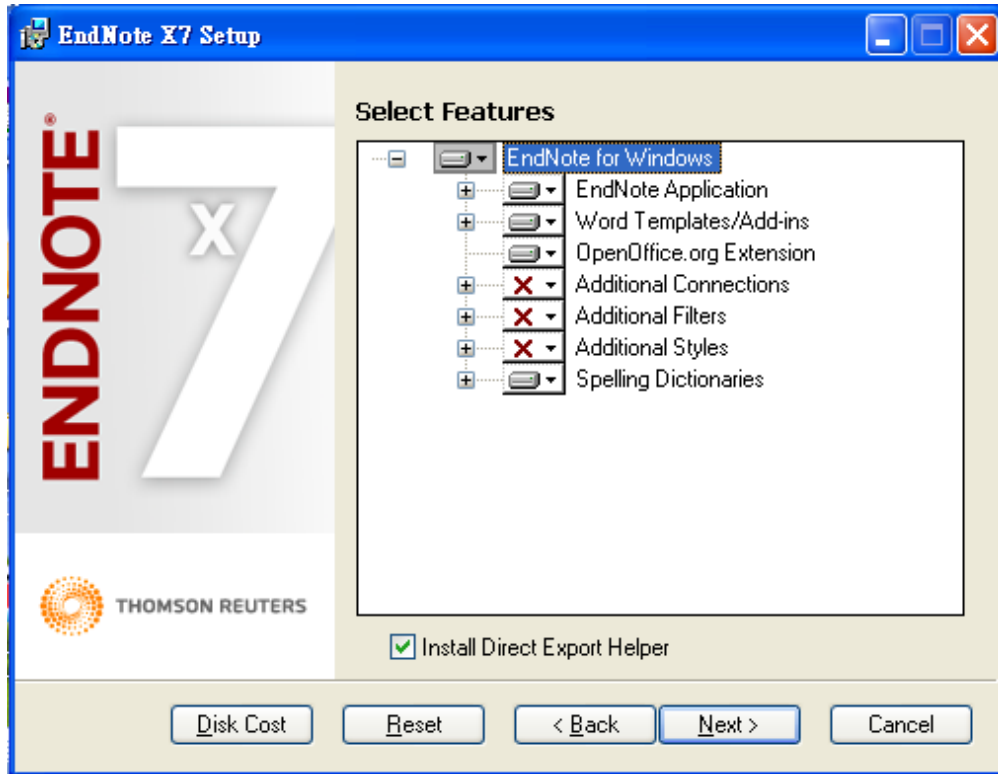 EndNote X7 Setup
ENDNOTE®
X7
THOMSON REUTERS
Select Features
EndNote for Windows
EndNote Application
Word Templates/Add-ins
OpenOffice.org Extension
Additional Connections
Additional Filters
Additional Styles
Spelling Dictionaries
Install Direct Export Helper
Disk Cost
Reset
< Back
Next >
Cancel